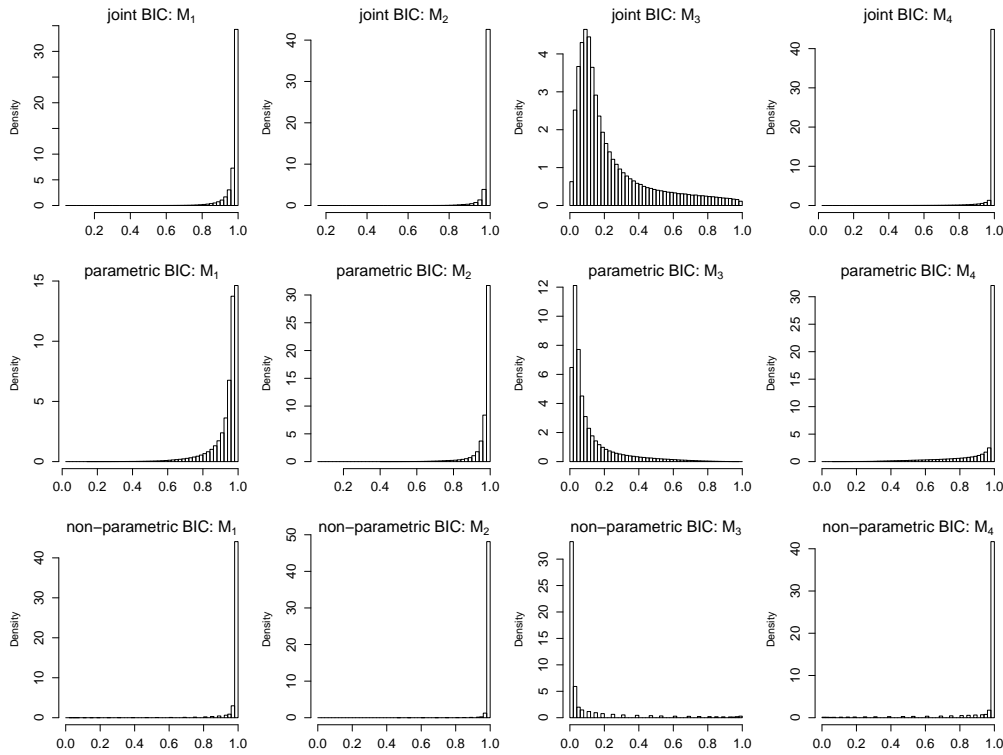 joint BIC: M₁
Density
0 5 10 20 30
0.2 0.4 0.6 0.8 1.0
joint BIC: M₂
Density
0 10 20 30 40
0.2 0.4 0.6 0.8 1.0
joint BIC: M₃
Density
0 1 2 3 4
0.0 0.2 0.4 0.6 0.8 1.0
joint BIC: M₄
Density
0 10 20 30 40
0.0 0.2 0.4 0.6 0.8 1.0
parametric BIC: M₁
Density
0 5 10 15
0.0 0.2 0.4 0.6 0.8 1.0
parametric BIC: M₂
Density
0 5 10 15 20 25 30
0.2 0.4 0.6 0.8 1.0
parametric BIC: M₃
Density
0 2 4 6 8 10 12
0.0 0.2 0.4 0.6 0.8 1.0
parametric BIC: M₄
Density
0 5 10 15 20 25 30
0.0 0.2 0.4 0.6 0.8 1.0
non−parametric BIC: M₁
Density
0 10 20 30 40
0.0 0.2 0.4 0.6 0.8 1.0
non−parametric BIC: M₂
Density
0 10 20 30 40 50
0.0 0.2 0.4 0.6 0.8 1.0
non−parametric BIC: M₃
Density
0 5 10 15 20 25 30
0.0 0.2 0.4 0.6 0.8 1.0
non−parametric BIC: M₄
Density
0 10 20 30 40
0.0 0.2 0.4 0.6 0.8 1.0